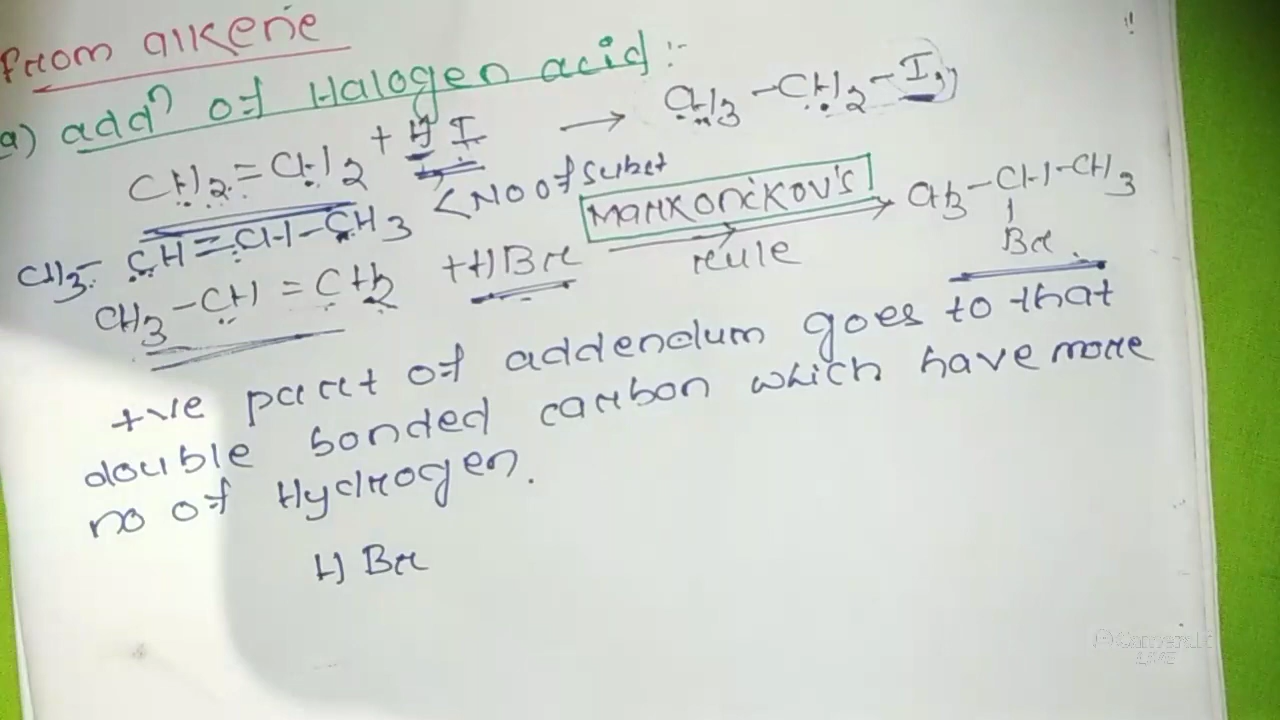 From alkene
a) addⁿ of Halogen acid :-
CH2 = CH2 + H I → CH3 - CH2 - I,
CH3 - CH = CH - CH3 < NO of Subst
CH3 - CH = CH2 + HBr MarKoniKov's rule → CH3 - CH - CH3
Br
+ve part of addendum goes to that
double bonded carbon which have more
no of Hydrogen.
H Br